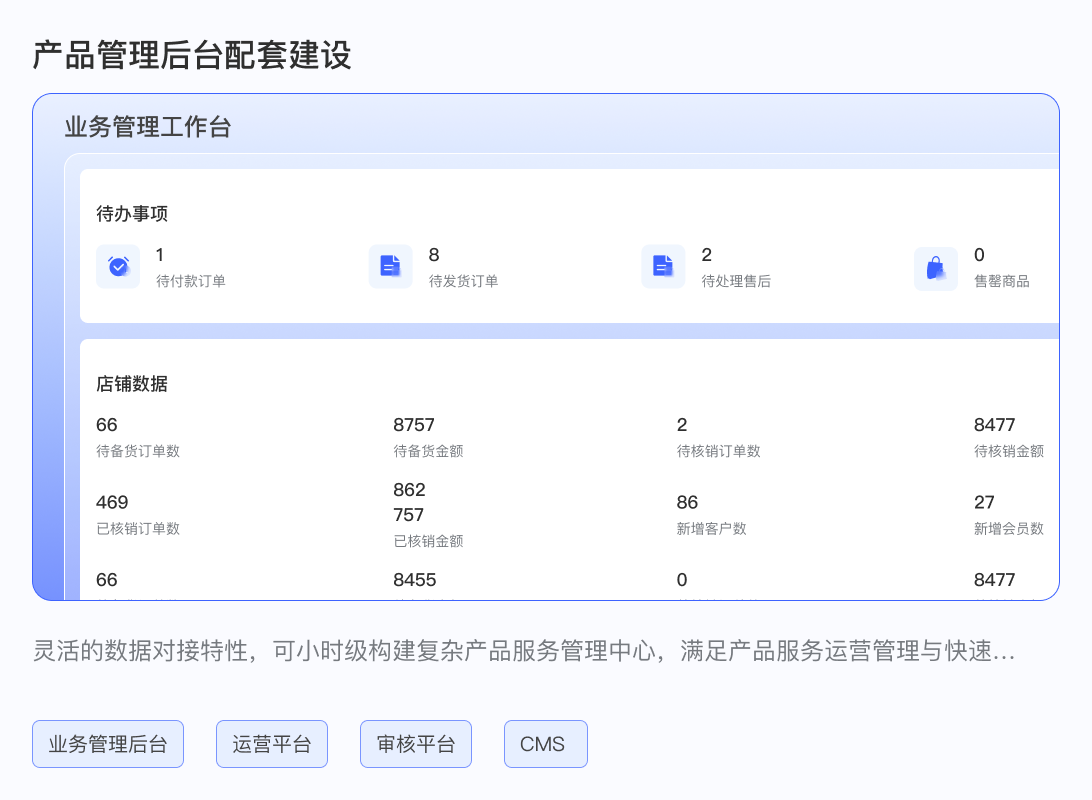 产品管理后台配套建设
业务管理工作台
待办事项
1
待付款订单
8
待发货订单
2
待处理售后
0
售罄商品
店铺数据
66
待备货订单数
8757
待备货金额
2
待核销订单数
8477
待核销金额
469
已核销订单数
862
757
已核销金额
86
新增客户数
27
新增会员数
66
8455
0
8477
灵活的数据对接特性，可小时级构建复杂产品服务管理中心，满足产品服务运营管理与快速...
业务管理后台
运营平台
审核平台
CMS